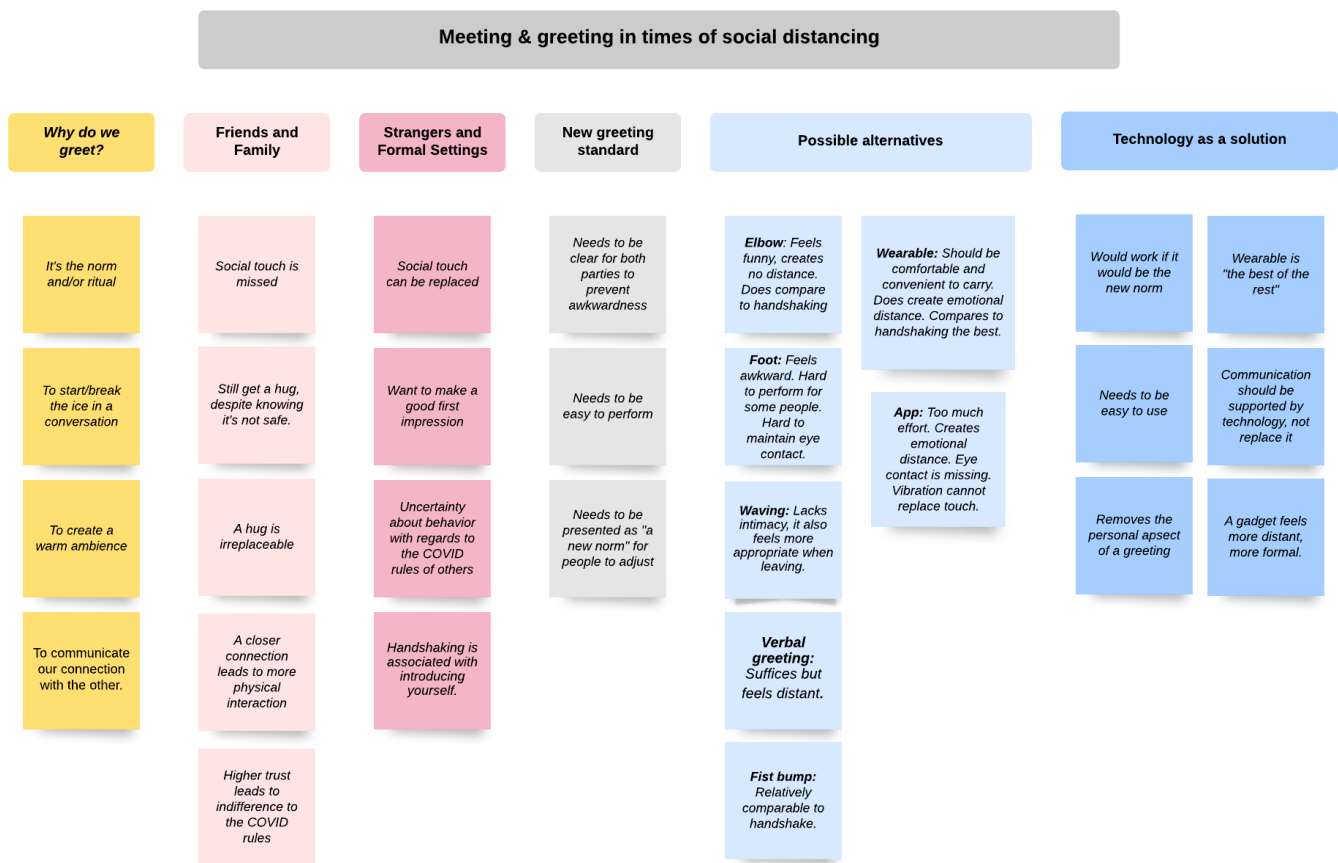 Meeting & greeting in times of social distancing
Why do we
greet?
It's the norm
and/or ritual
To start/break
the ice in a
conversation
To create a
warm ambience
To communicate
our connection
with the other.
Friends and
Family
Social touch is
missed
Still get a hug,
despite knowing
it's not safe.
A hug is
irreplaceable
A closer
connection
leads to more
physical
interaction
Higher trust
leads to
indifference to
the COVID
rules
Strangers and
Formal Settings
Social touch
can be replaced
Want to make a
good first
impression
Uncertainty
about behavior
with regards to
the COVID
rules of others
Handshaking is
associated with
introducing
yourself.
New greeting
standard
Needs to be
clear for both
parties to
prevent
awkwardness
Needs to be
easy to perform
Needs to be
presented as "a
new norm" for
people to adjust
Possible alternatives
Elbow: Feels
funny, creates
no distance.
Does compare
to handshaking
Foot: Feels
awkward. Hard
to perform for
some people.
Hard to
maintain eye
contact.
Waving: Lacks
intimacy, it also
feels more
appropriate when
leaving.
Verbal
greeting:
Suffices but
feels distant.
Fist bump:
Relatively
comparable to
handshake.
Wearable: Should be
comfortable and
convenient to carry.
Does create emotional
distance. Compares to
handshaking the best.
App: Too much
effort. Creates
emotional
distance. Eye
contact is missing.
Vibration cannot
replace touch.
Technology as a solution
Would work if it
would be the
new norm
Needs to be
easy to use
Removes the
personal apsect
of a greeting
Wearable is
"the best of the
rest"
Communication
should be
supported by
technology, not
replace it
A gadget feels
more distant,
more formal.